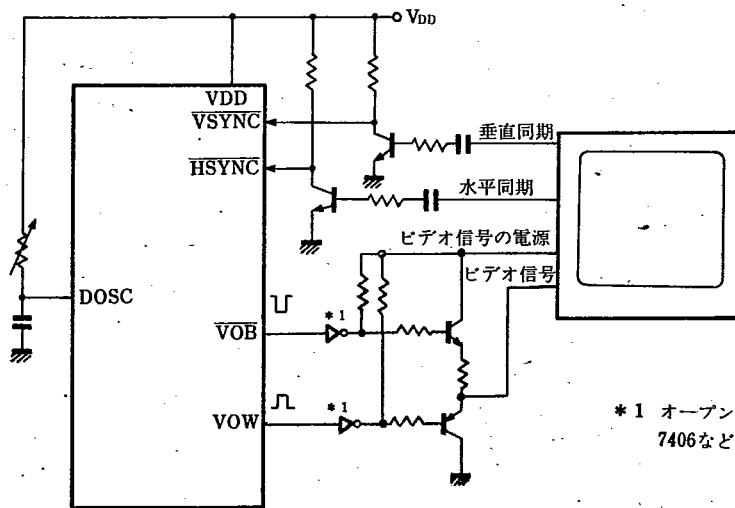 VDD
VDD
VSYNC
垂直同期
HSYNC
水平同期
ビデオ信号の電源
ビデオ信号
DOSC
*1
VOB
*1
VOW
*1 オープン
7406など